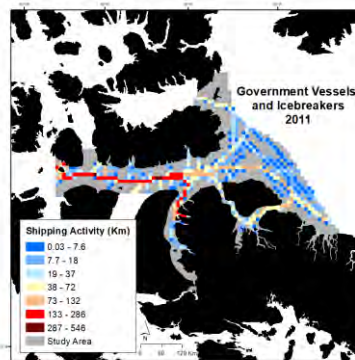 Government Vessels
and Icebreakers
2011
Shipping Activity (Km)
0.03 - 7.6
7.7 - 18
19 - 37
38 - 72
73 - 132
133 - 286
287 - 546
Study Area
N